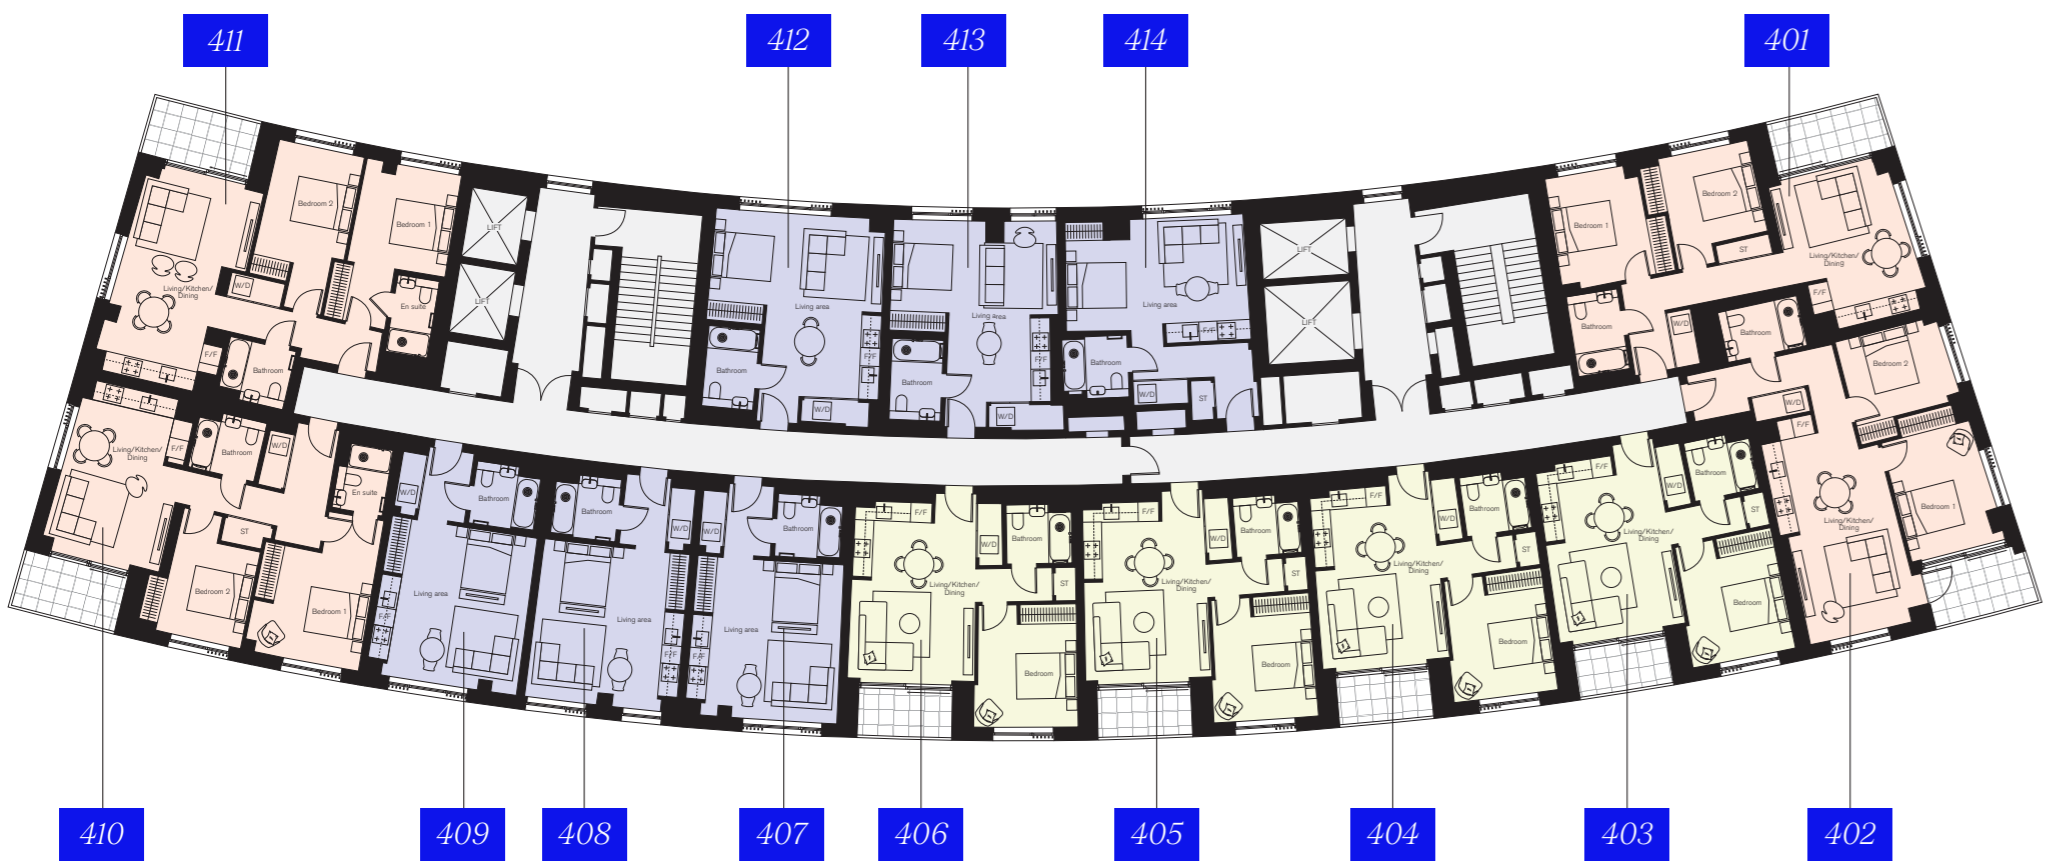 411
412
413
414
401
Bedroom 2
Bedroom 1
LIFT
W/D
Living/Kitchen/
Dining
En suite
LIFT
F/F
Bathroom
Living area
F/F
Bathroom
W/D
Living area
F/F
Bathroom
W/D
Living area
F/F
Bathroom
W/D
ST
LIFT
LIFT
Bedroom 1
Bedroom 2
ST
Living/Kitchen/
Dining
F/F
Bathroom
W/D
Bathroom
Bedroom 2
W/D
F/F
Living/Kitchen/
Dining
Bedroom 1
Living/Kitchen/
Dining
F/F
Bathroom
W/D
En suite
ST
Bedroom 2
Bedroom 1
W/D
Bathroom
Living area
F/F
Bathroom
W/D
Living area
F/F
W/D
Bathroom
Living area
F/F
F/F
W/D
Bathroom
Living/Kitchen/
Dining
ST
Bedroom
F/F
W/D
Bathroom
Living/Kitchen/
Dining
ST
Bedroom
F/F
W/D
Bathroom
Living/Kitchen/
Dining
ST
Bedroom
F/F
W/D
Bathroom
Living/Kitchen/
Dining
ST
Bedroom
410
409
408
407
406
405
404
403
402